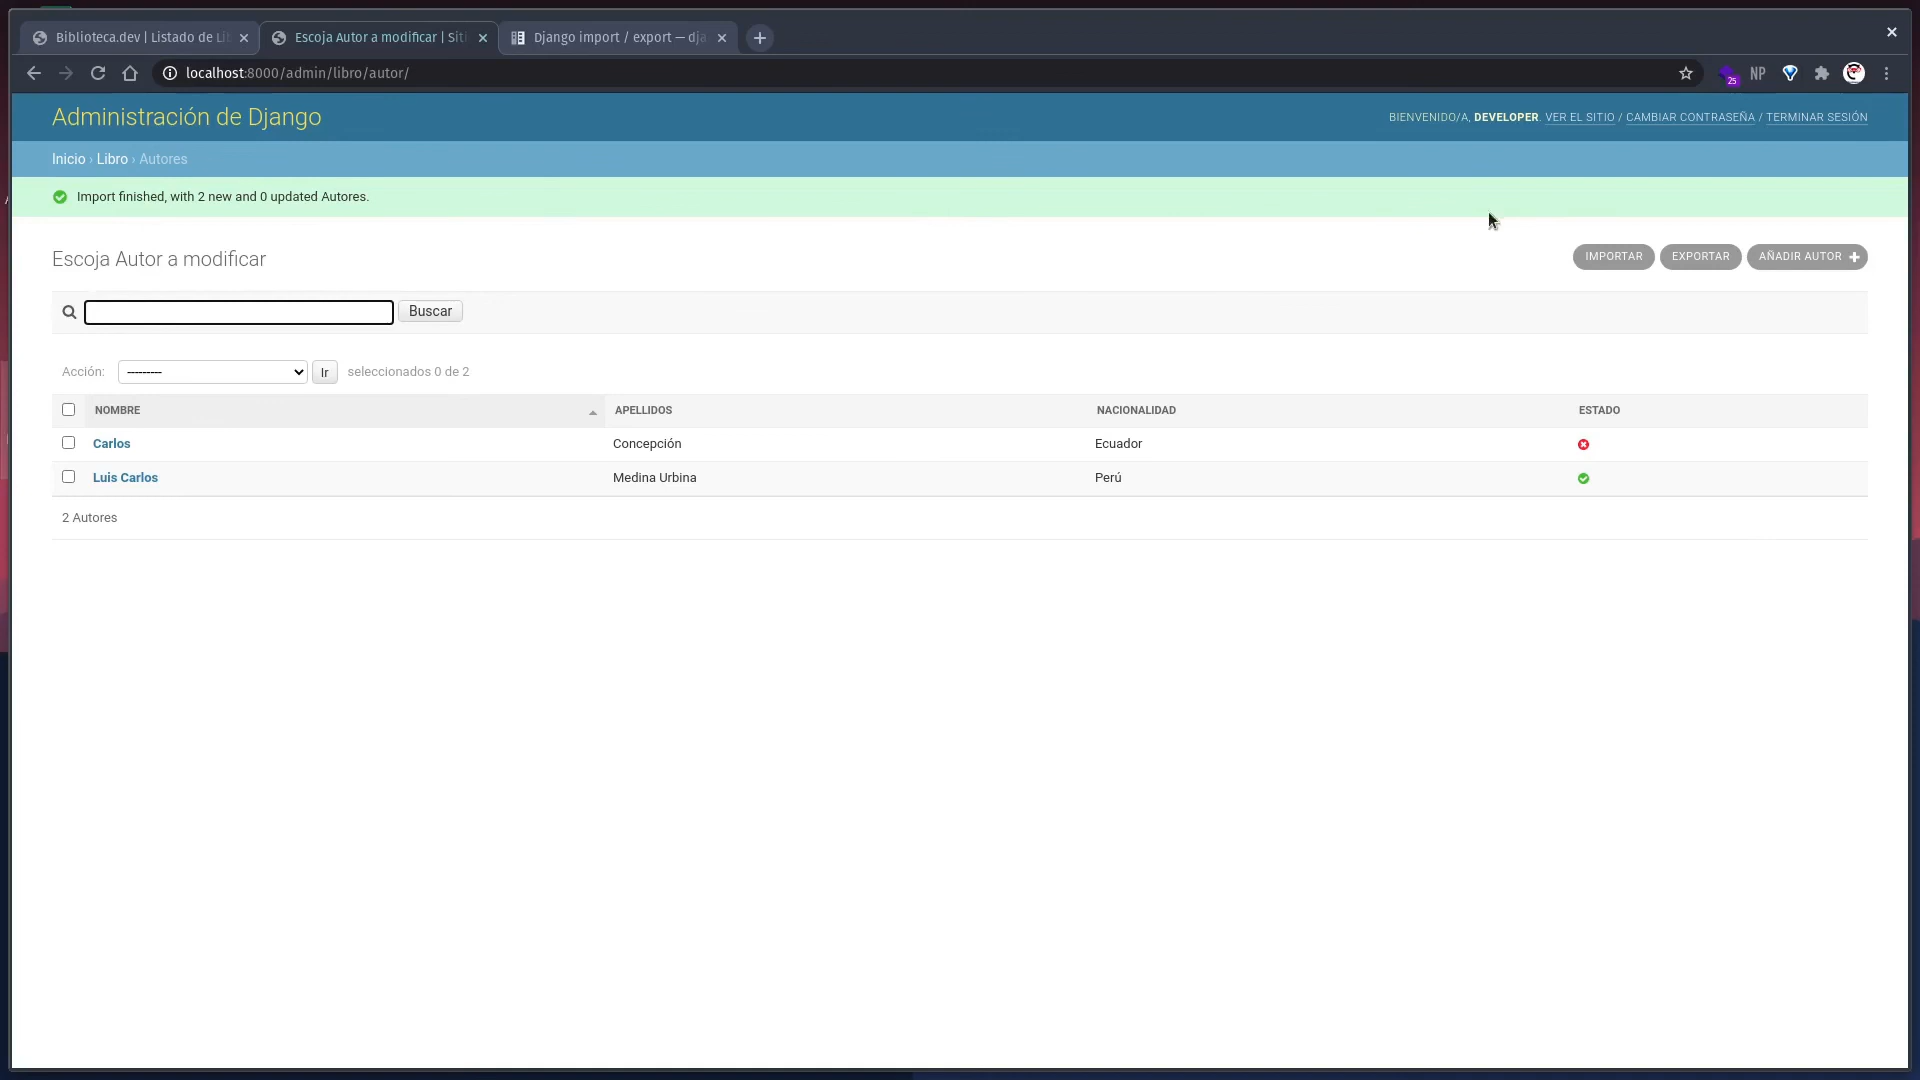 Biblioteca.dev | Listado de Li
Escoja Autor a modificar | Siti
Django import / export — dja
localhost:8000/admin/libro/autor/
25
NP
Administración de Django
BIENVENIDO/A, DEVELOPER. VER EL SITIO / CAMBIAR CONTRASEÑA / TERMINAR SESIÓN
Inicio › Libro › Autores
Import finished, with 2 new and 0 updated Autores.
Escoja Autor a modificar
IMPORTAR
EXPORTAR
AÑADIR AUTOR
Buscar
Acción: --------- Ir seleccionados 0 de 2
NOMBRE APELLIDOS NACIONALIDAD ESTADO
Carlos Concepción Ecuador
Luis Carlos Medina Urbina Perú
2 Autores